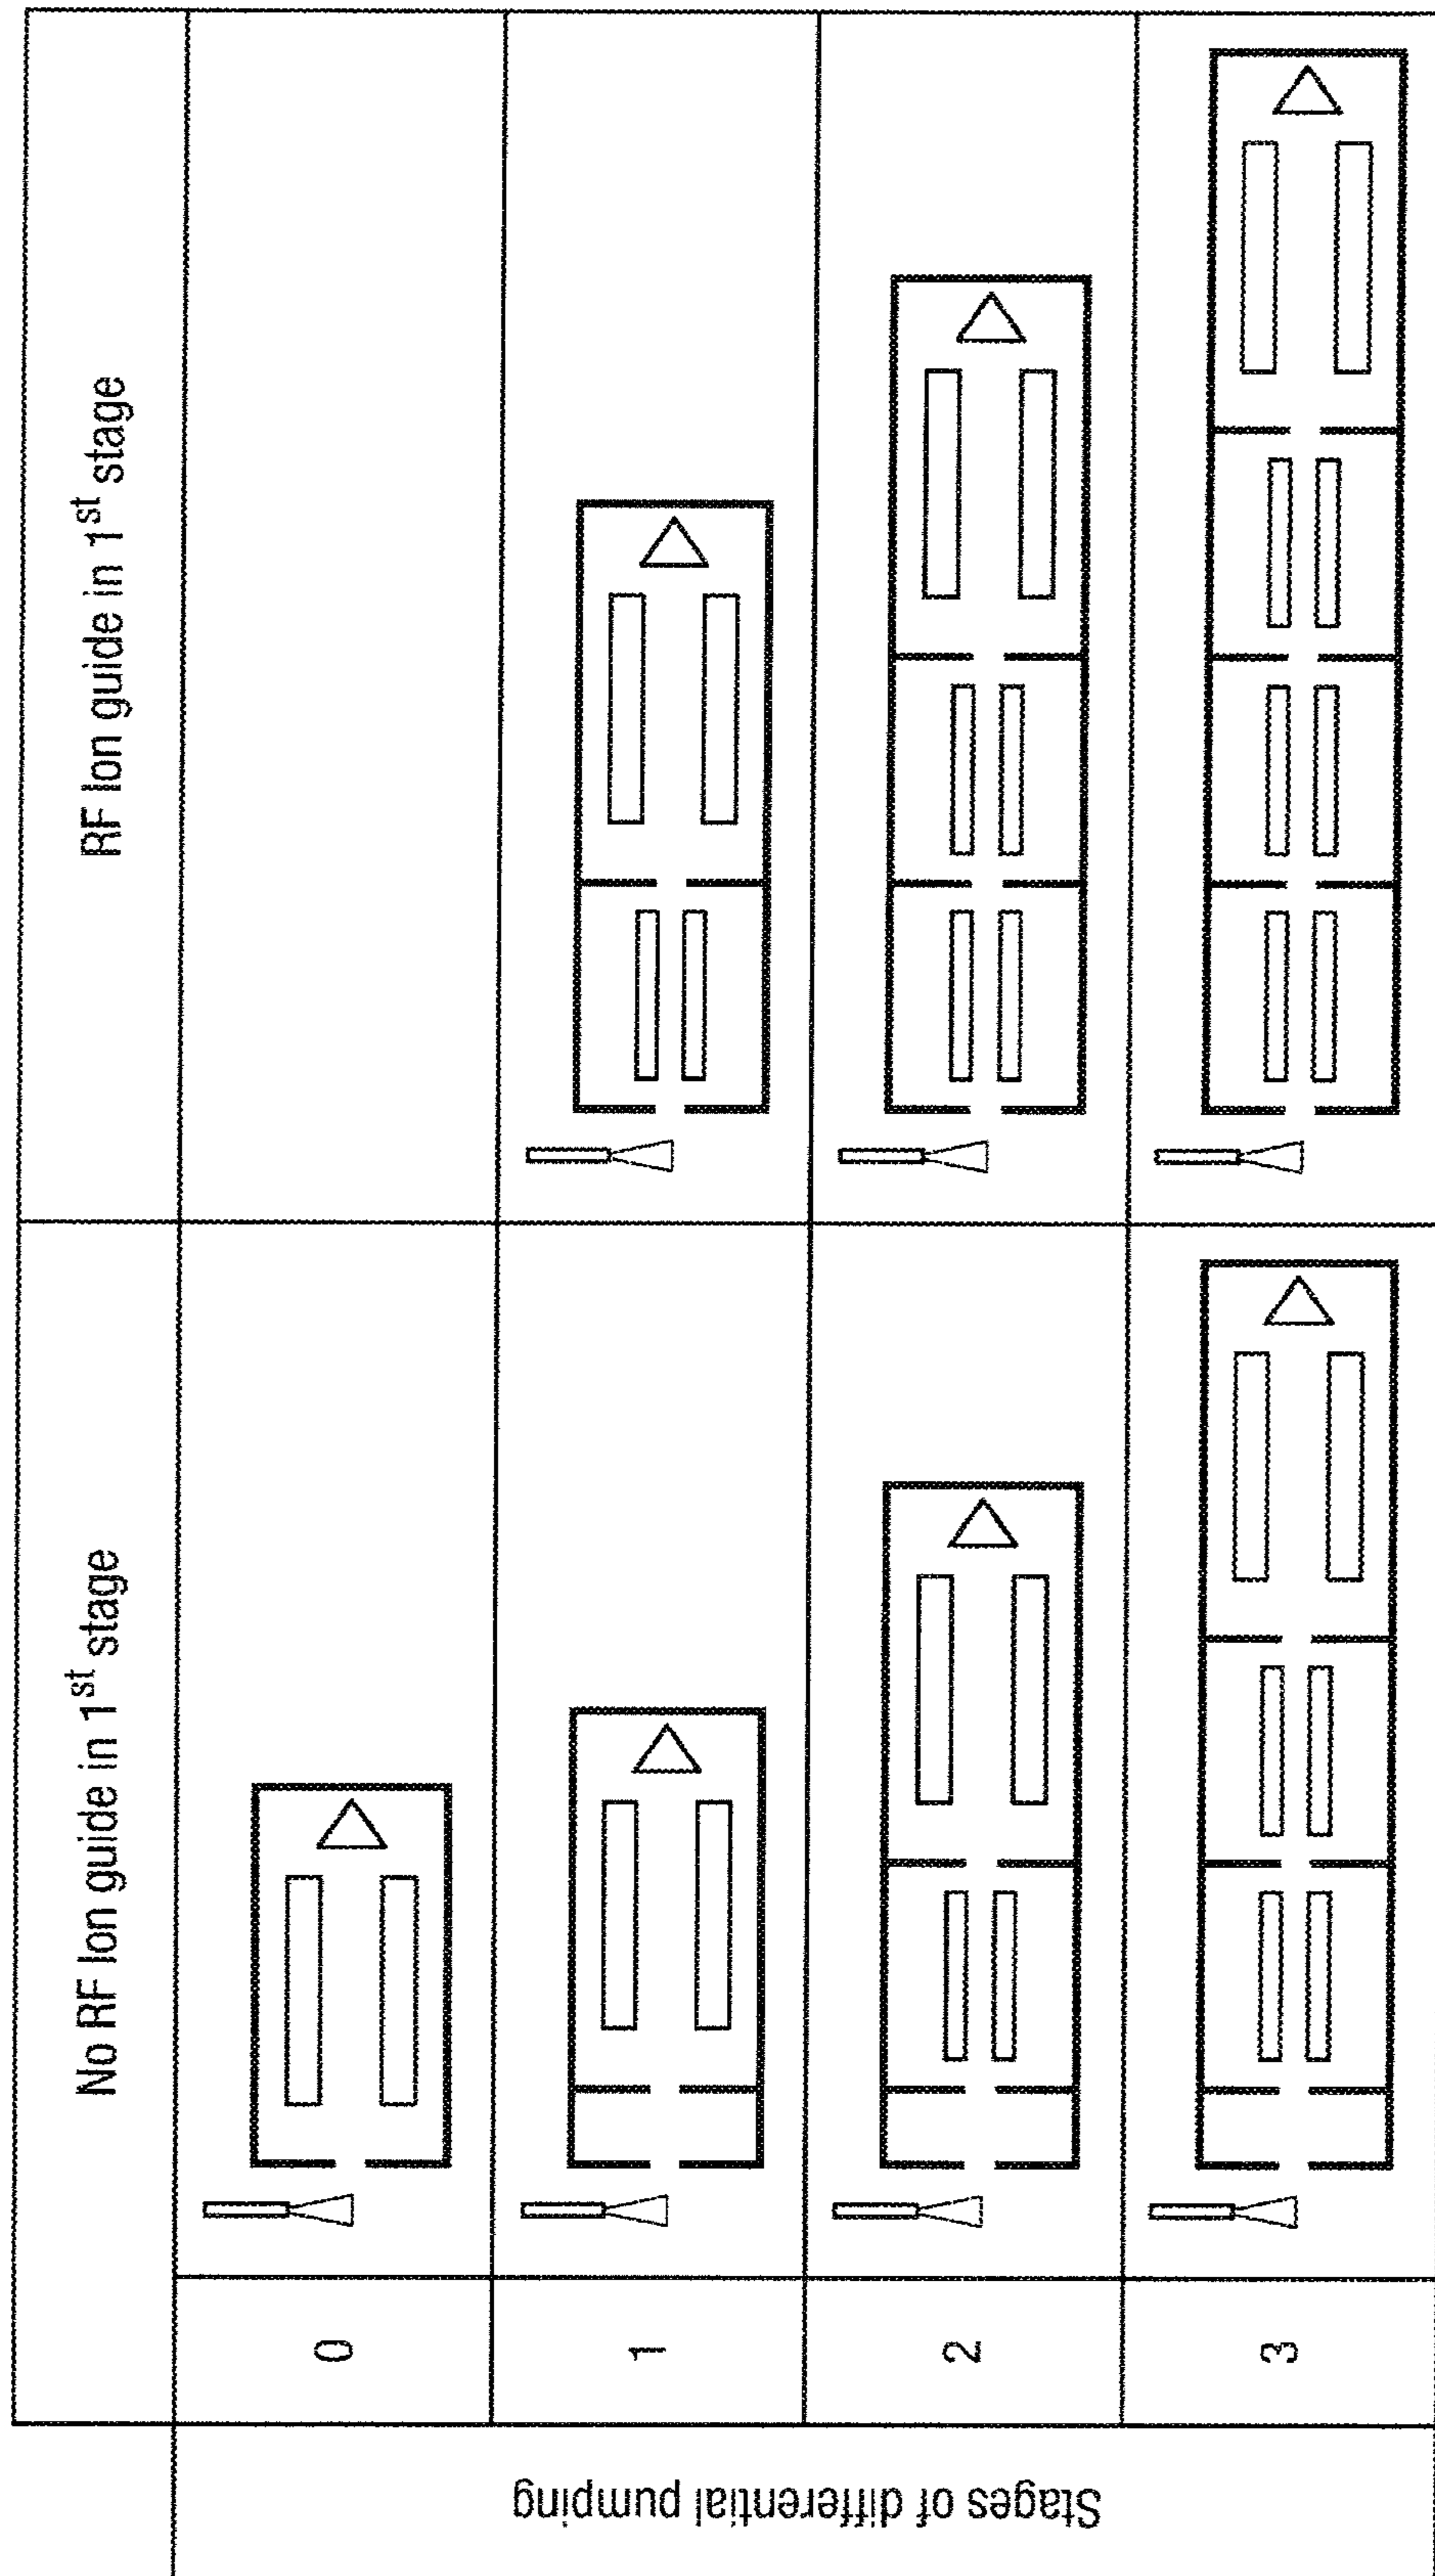 No RF Ion guide in 1st stage
RF Ion guide in 1st stage
Stages of differential pumping
0
1
2
3